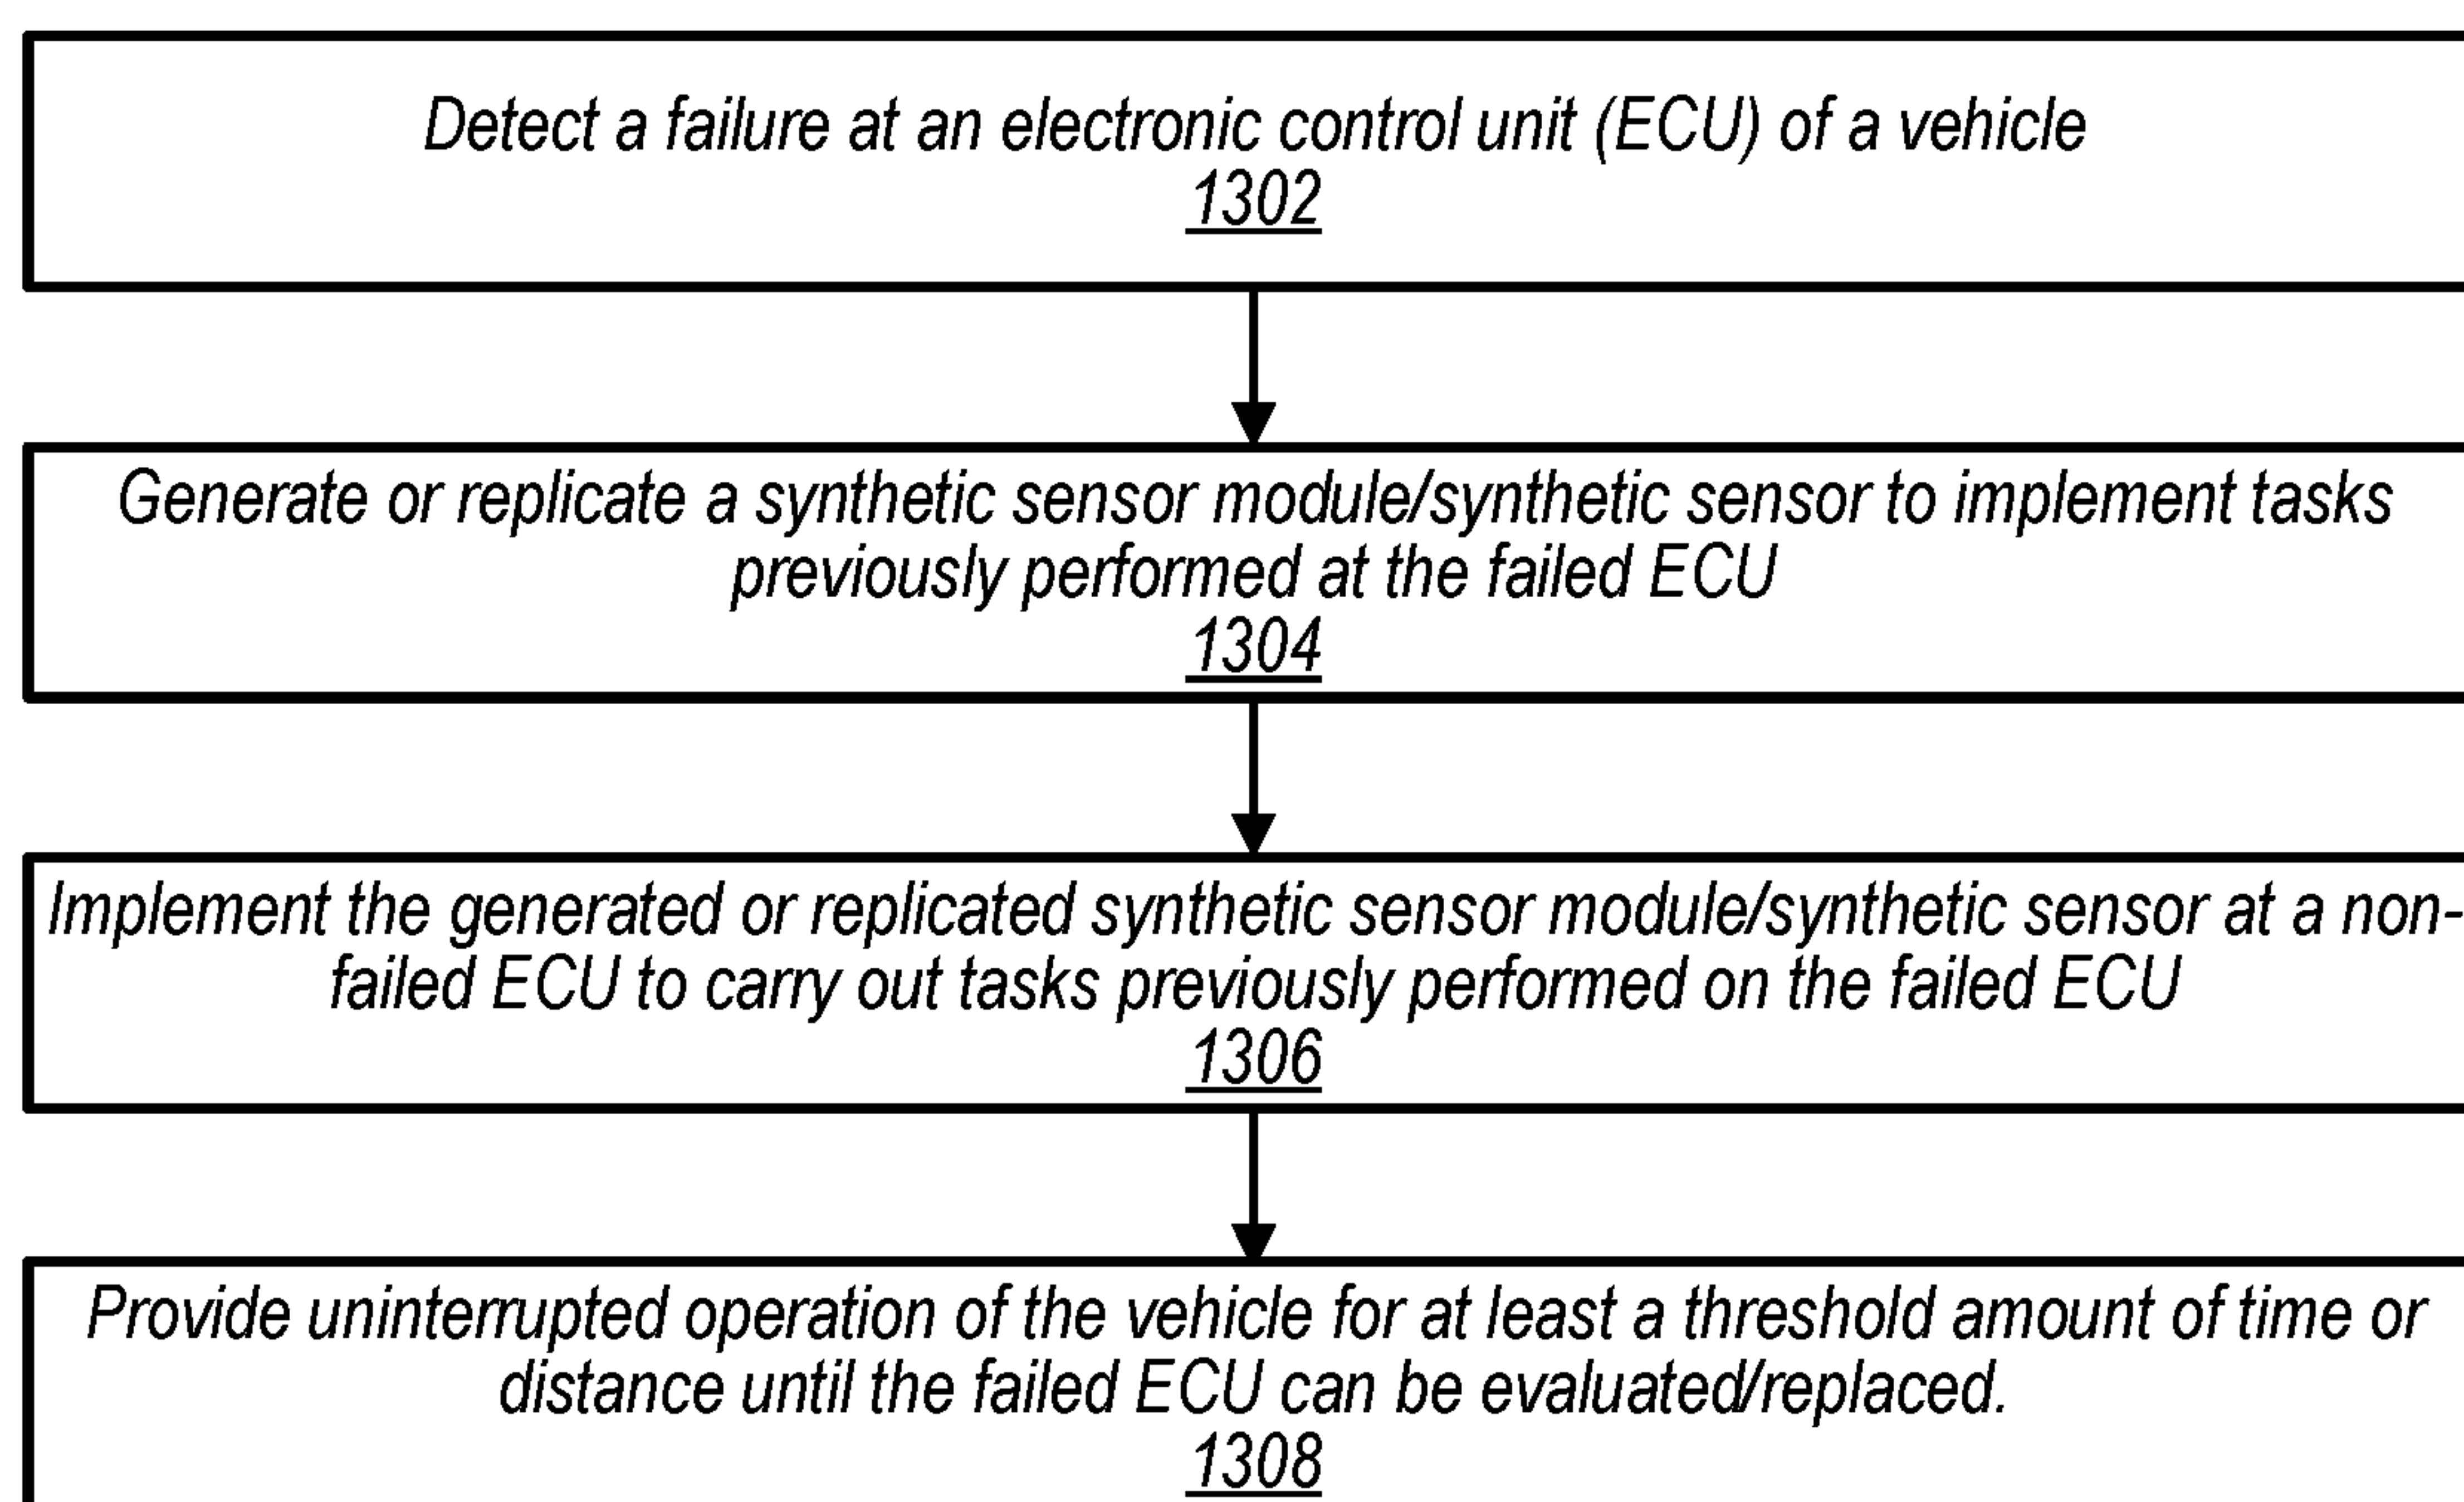 Detect a failure at an electronic control unit (ECU) of a vehicle
1302
Generate or replicate a synthetic sensor module/synthetic sensor to implement tasks
previously performed at the failed ECU
1304
Implement the generated or replicated synthetic sensor module/synthetic sensor at a non-
failed ECU to carry out tasks previously performed on the failed ECU
1306
Provide uninterrupted operation of the vehicle for at least a threshold amount of time or
distance until the failed ECU can be evaluated/replaced.
1308